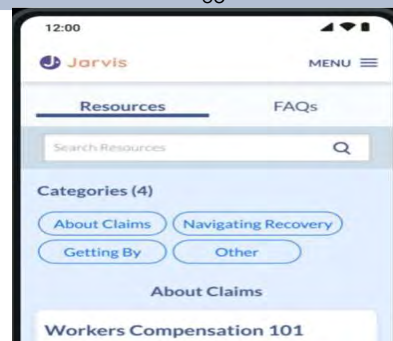 12:00
Jarvis MENU
Resources FAQs
Search Resources
Categories (4)
About Claims Navigating Recovery
Getting By Other
About Claims
Workers Compensation 101